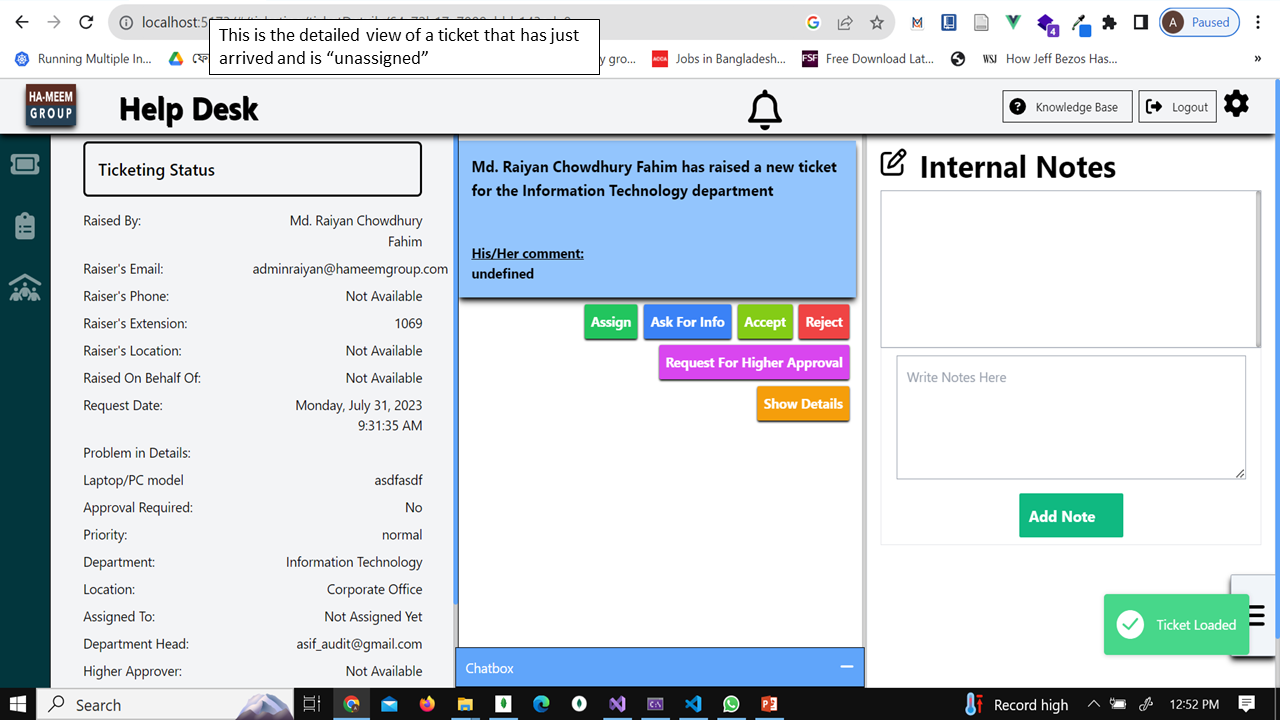 localhost:5173/#/ticketing/ticketDetails/
This is the detailed view of a ticket that has just
arrived and is “unassigned”
4
A
Paused
Running Multiple In...
y gro...
ACCA
Jobs in Bangladesh...
FSF
Free Download Lat...
WSJ
How Jeff Bezos Has...
»
HA-MEEM
GROUP
Help Desk
Knowledge Base
Logout
Ticketing Status
Raised By: Md. Raiyan Chowdhury
Fahim
Raiser's Email: adminraiyan@hameemgroup.com
Raiser's Phone: Not Available
Raiser's Extension: 1069
Raiser's Location: Not Available
Raised On Behalf Of: Not Available
Request Date: Monday, July 31, 2023
9:31:35 AM
Problem in Details:
Laptop/PC model asdfasdf
Approval Required: No
Priority: normal
Department: Information Technology
Location: Corporate Office
Assigned To: Not Assigned Yet
Department Head: asif_audit@gmail.com
Higher Approver: Not Available
Md. Raiyan Chowdhury Fahim has raised a new ticket
for the Information Technology department
His/Her comment:
undefined
Assign
Ask For Info
Accept
Reject
Request For Higher Approval
Show Details
Chatbox
Internal Notes
Write Notes Here
Add Note
Ticket Loaded
Search
Record high
12:52 PM